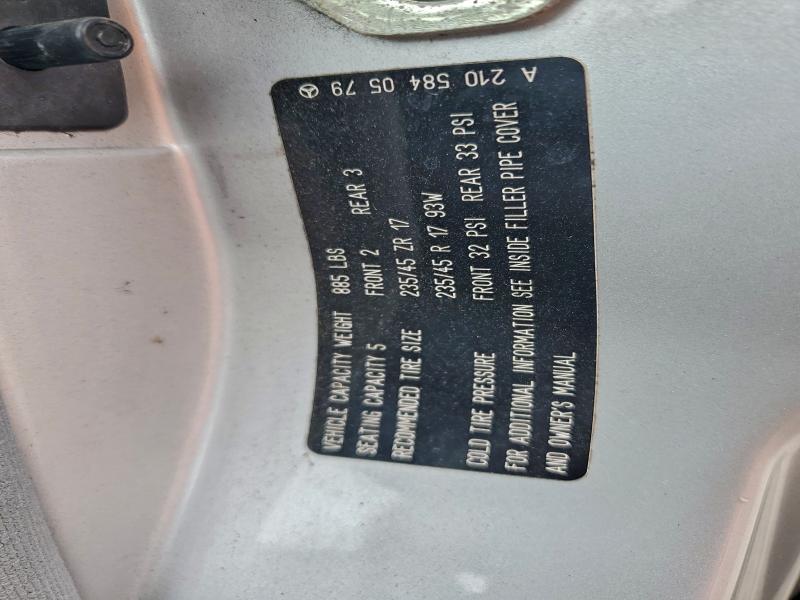 VEHICLE CAPACITY WEIGHT 885 LBS
SEATING CAPACITY 5 FRONT 2 REAR 3
RECOMMENDED TIRE SIZE 235/45 ZR 17
235/45 R 17 93W
COLD TIRE PRESSURE FRONT 32 PSI REAR 33 PSI
FOR ADDITIONAL INFORMATION SEE INSIDE FILLER PIPE COVER
AND OWNER'S MANUAL
A 210 584 05 79